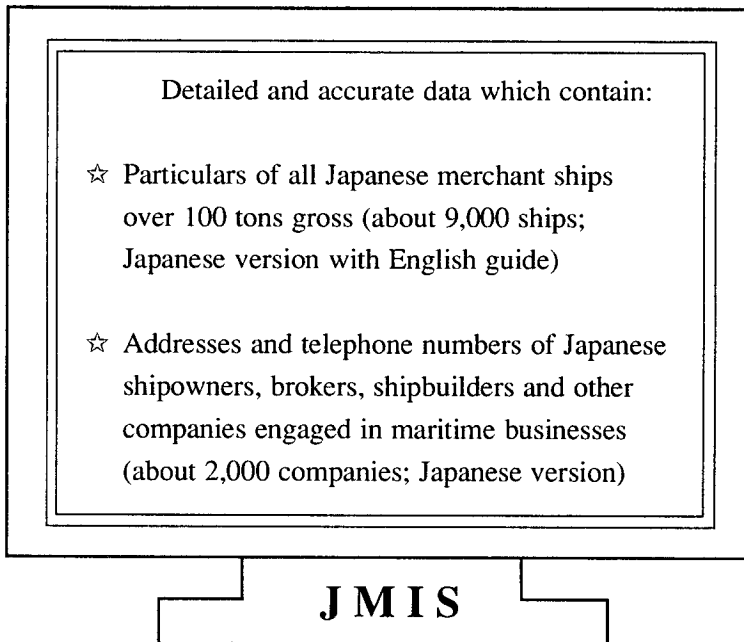 Detailed and accurate data which contain:
☆ Particulars of all Japanese merchant ships
over 100 tons gross (about 9,000 ships;
Japanese version with English guide)
☆ Addresses and telephone numbers of Japanese
shipowners, brokers, shipbuilders and other
companies engaged in maritime businesses
(about 2,000 companies; Japanese version)
JMIS